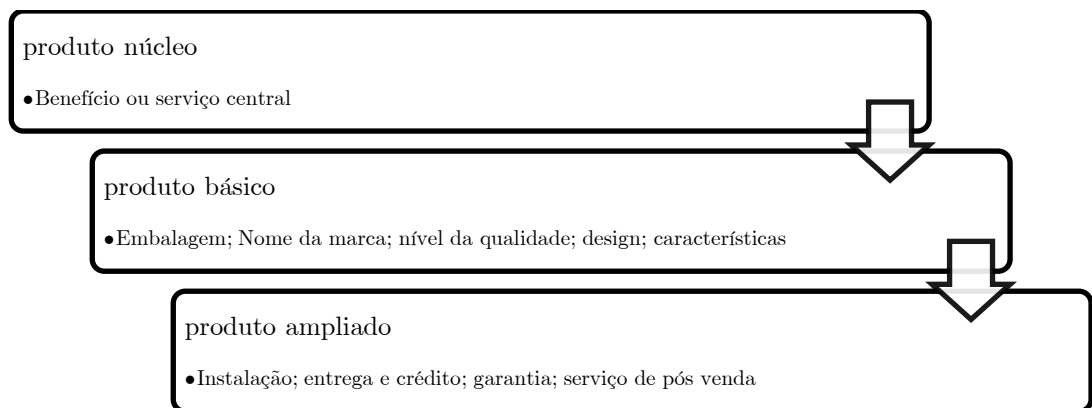 produto núcleo
•Benefício ou serviço central
produto básico
•Embalagem; Nome da marca; nível da qualidade; design; características
produto ampliado
•Instalação; entrega e crédito; garantia; serviço de pós venda